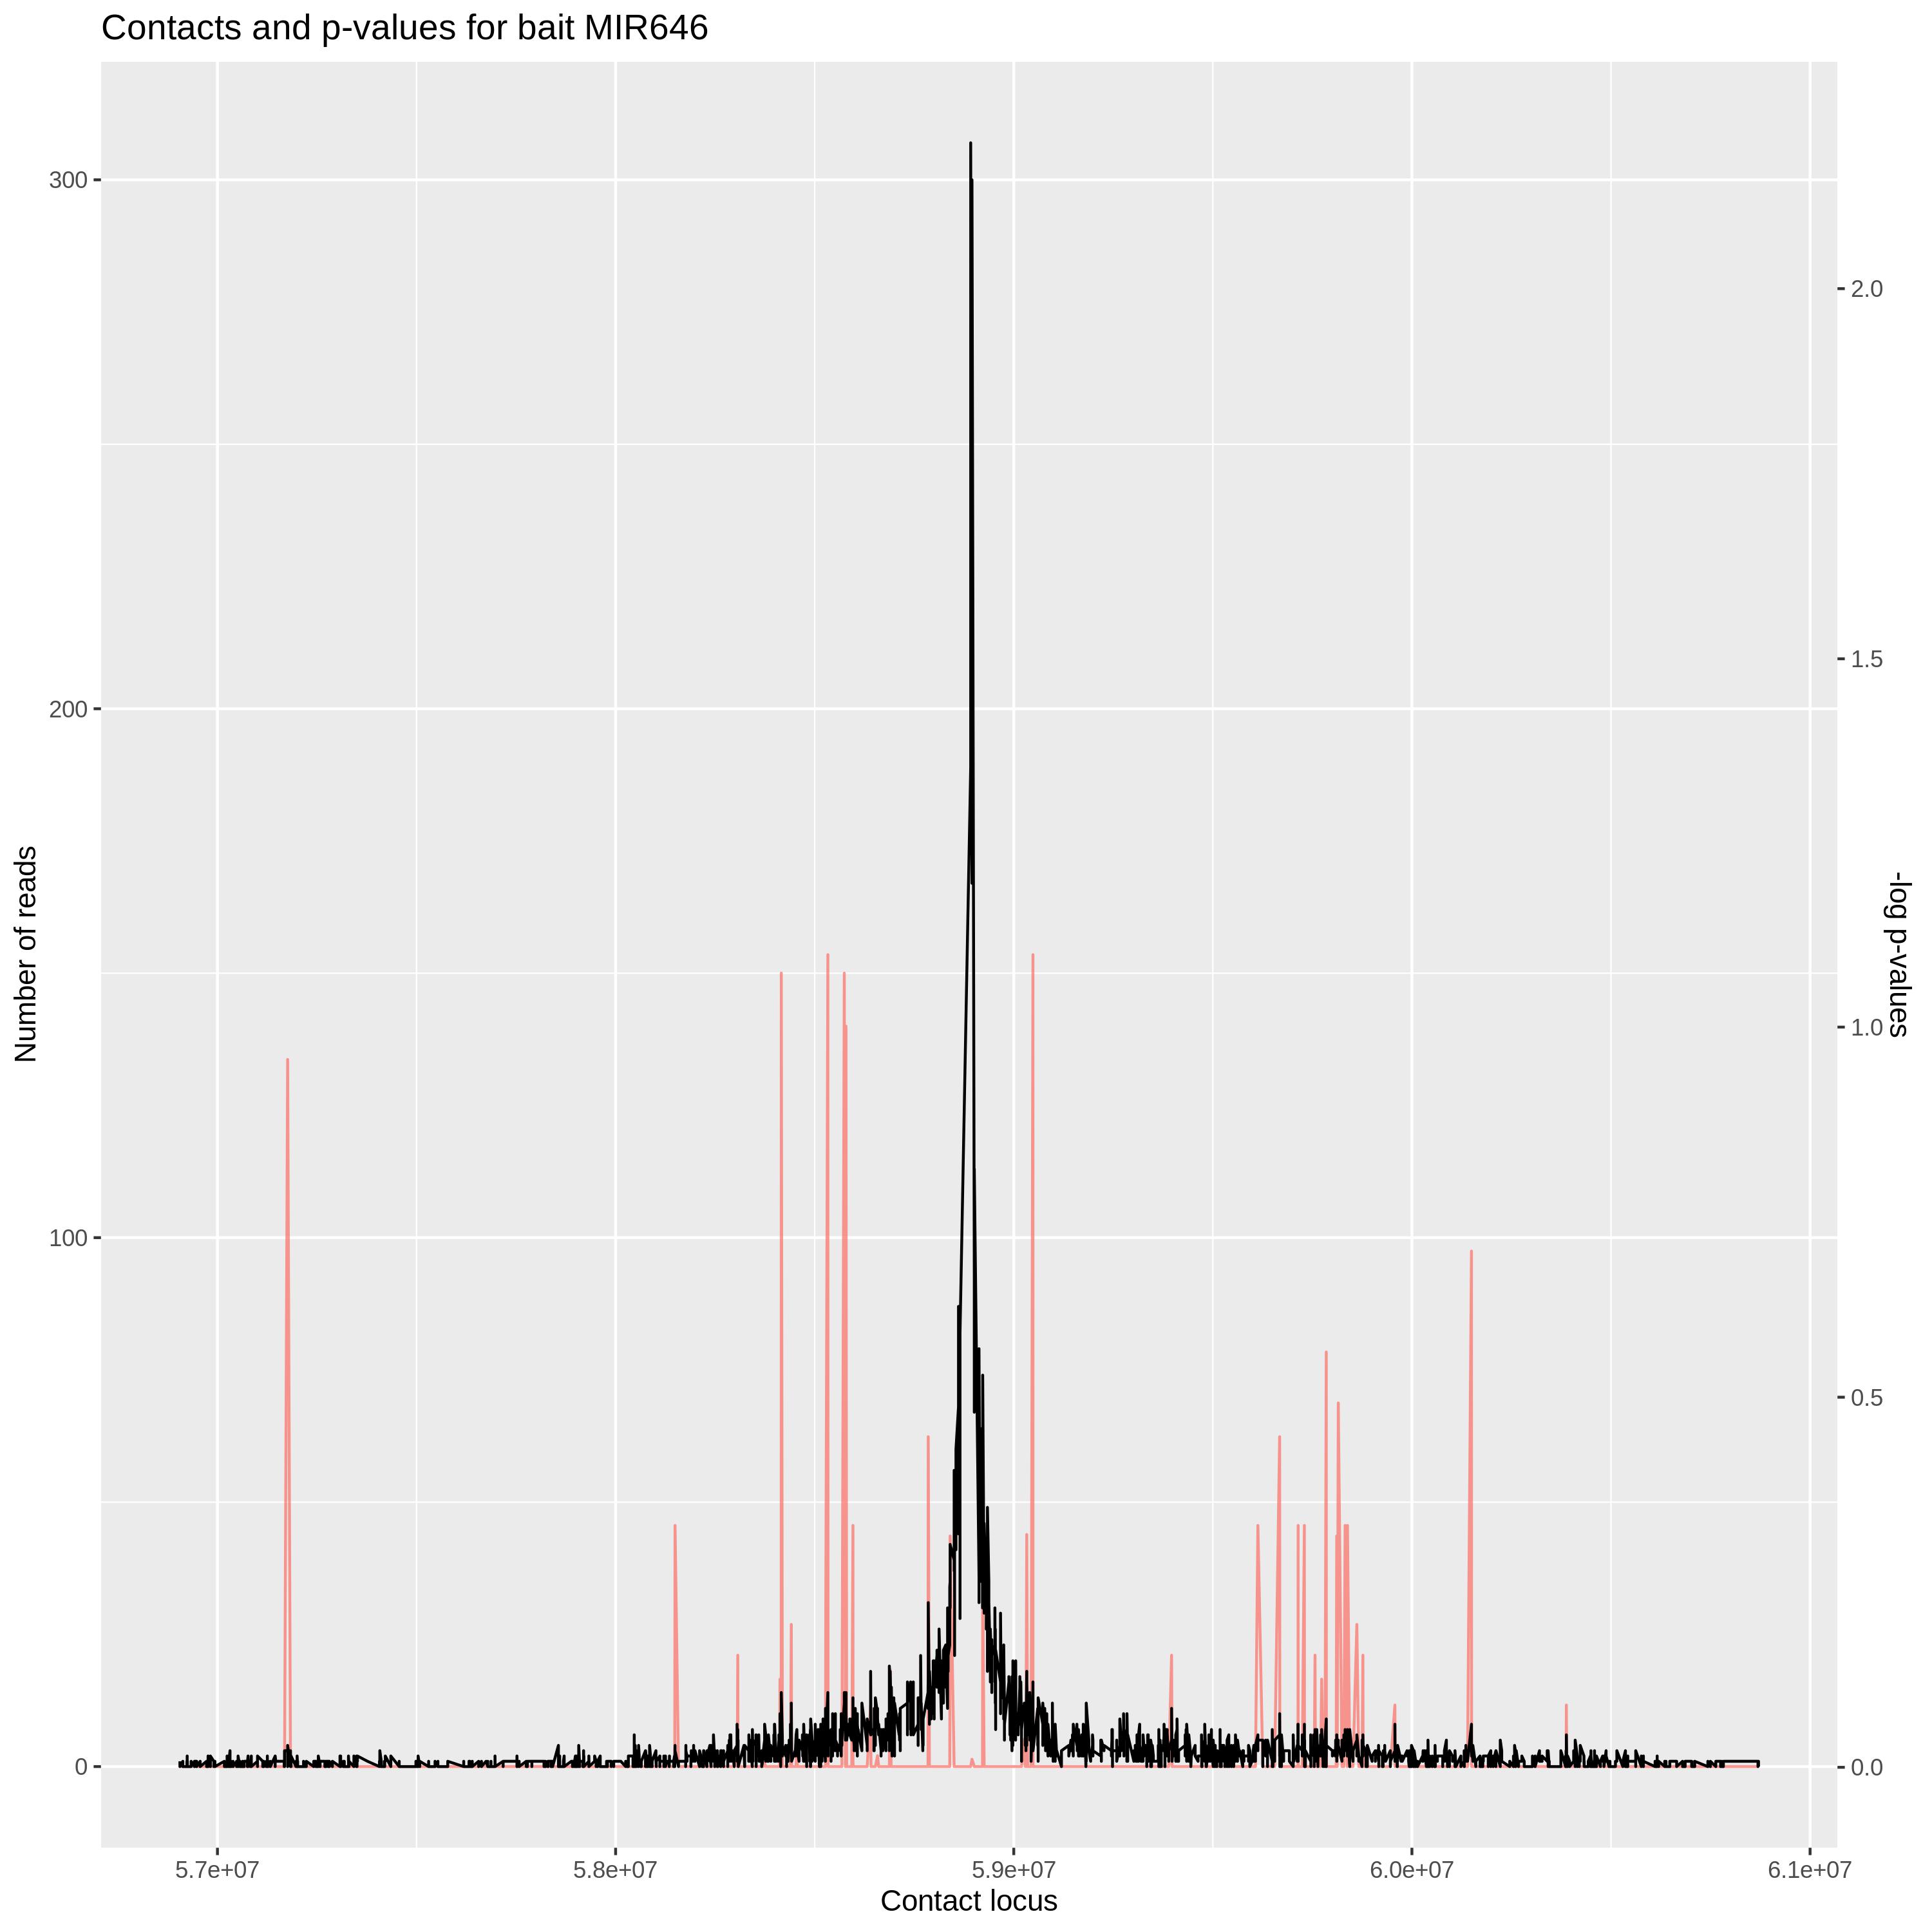 Contacts and p-values for bait MIR646
300
200
100
0
Number of reads
2.0
1.5
1.0
0.5
0.0
-log p-values
5.7e+07
5.8e+07
5.9e+07
6.0e+07
6.1e+07
Contact locus